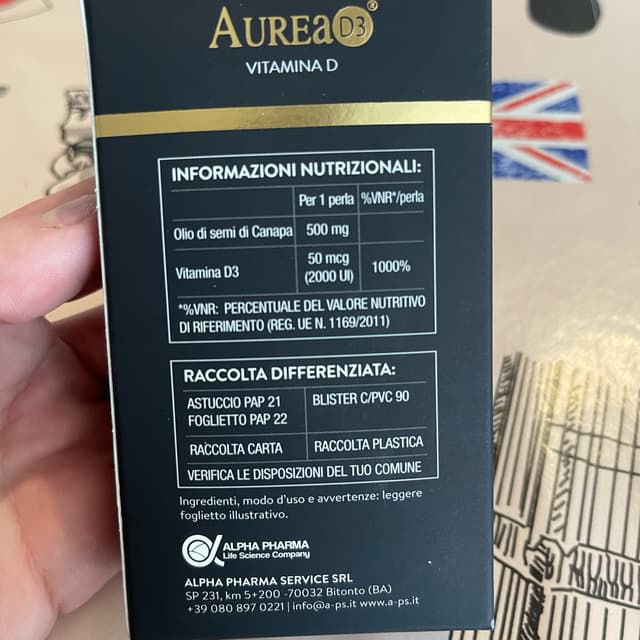 AUREA D3®
VITAMINA D
INFORMAZIONI NUTRIZIONALI:
Per 1 perla %VNR*/perla
Olio di semi di Canapa 500 mg
Vitamina D3 50 mcg (2000 UI) 1000%
*%VNR: PERCENTUALE DEL VALORE NUTRITIVO
DI RIFERIMENTO (REG. UE N. 1169/2011)
RACCOLTA DIFFERENZIATA:
ASTUCCIO PAP 21 BLISTER C/PVC 90
FOGLIETTO PAP 22
RACCOLTA CARTA RACCOLTA PLASTICA
VERIFICA LE DISPOSIZIONI DEL TUO COMUNE
Ingredienti, modo d'uso e avvertenze: leggere
foglietto illustrativo.
ALPHA PHARMA
Life Science Company
ALPHA PHARMA SERVICE SRL
SP 231, km 5+200 -70032 Bitonto (BA)
+39 080 897 0221 | info@a-ps.it www.a-ps.it